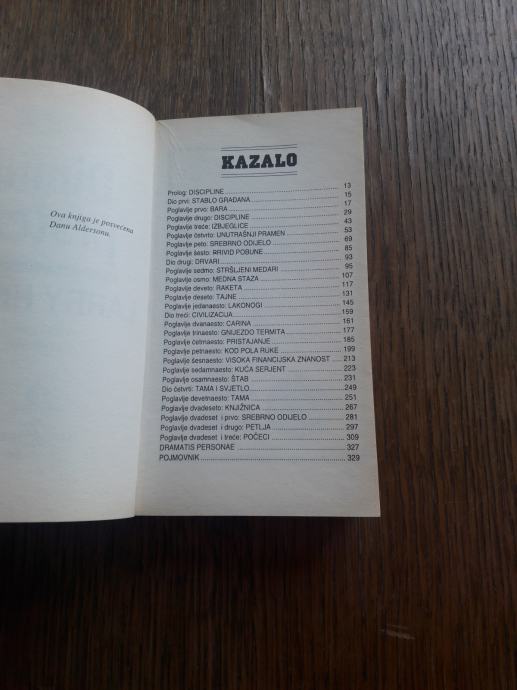 Ova knjiga je posvećena
Danu Aldersonu.
KAZALO
Prolog: DISCIPLINE 13
Dio prvi: STABLO GRAĐANA 15
Poglavlje prvo: BARA 17
Poglavlje drugo: DISCIPLINE 29
Poglavlje treće: IZBJEGLICE 43
Poglavlje četvrto: UNUTRAŠNJI PRAMEN 53
Poglavlje peto: SREBRNO ODIJELO 69
Poglavlje šesto: RRIVID POBUNE 85
Dio drugi: DRVARI 93
Poglavlje sedmo: STRŠLJENI MEDARI 95
Poglavlje osmo: MEDNA STAZA 107
Poglavlje deveto: RAKETA 117
Poglavlje deseto: TAJNE 131
Poglavlje jedanaesto: LAKONOGI 145
Dio treći: CIVILIZACIJA 159
Poglavlje dvanaesto: CARINA 161
Poglavlje trinaesto: GNIJEZDO TERMITA 177
Poglavlje četrnaesto: PRISTAJANJE 185
Poglavlje petnaesto: KOD POLA RUKE 199
Poglavlje šesnaesto: VISOKA FINANCIJSKA ZNANOST 213
Poglavlje sedamnaesto: KUĆA SERJENT 223
Poglavlje osamnaesto: ŠTAB 231
Dio četvrti: TAMA I SVJETLO 249
Poglavlje devetnaesto: TAMA 251
Poglavlje dvadeseto: KNJIŽNICA 267
Poglavlje dvadeset i prvo: SREBRNO ODIJELO 281
Poglavlje dvadeset i drugo: PETLJA 297
Poglavlje dvadeset i treće: POČECI 309
DRAMATIS PERSONAE 327
POJMOVNIK 329